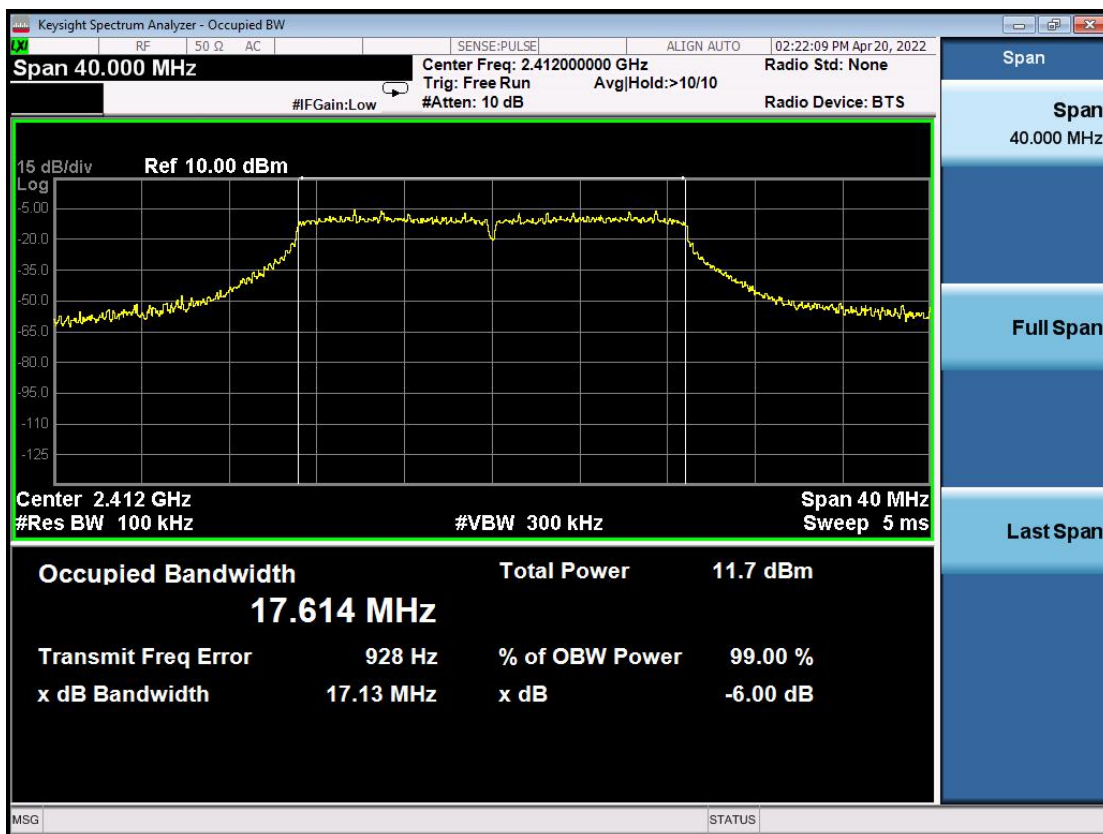 Keysight Spectrum Analyzer - Occupied BW
LXI RF 50 Ω AC SENSE:PULSE ALIGN AUTO 02:22:09 PM Apr 20, 2022
Span 40.000 MHz
Center Freq: 2.412000000 GHz
Radio Std: None
Trig: Free Run Avg|Hold:>10/10
#IFGain:Low #Atten: 10 dB Radio Device: BTS
15 dB/div Ref 10.00 dBm
Log
-5.00
-20.0
-35.0
-50.0
-65.0
-80.0
-95.0
-110
-125
Center 2.412 GHz Span 40 MHz
#Res BW 100 kHz #VBW 300 kHz Sweep 5 ms
Occupied Bandwidth Total Power 11.7 dBm
17.614 MHz
Transmit Freq Error 928 Hz % of OBW Power 99.00 %
x dB Bandwidth 17.13 MHz x dB -6.00 dB
MSG STATUS
Span
Span
40.000 MHz
Full Span
Last Span